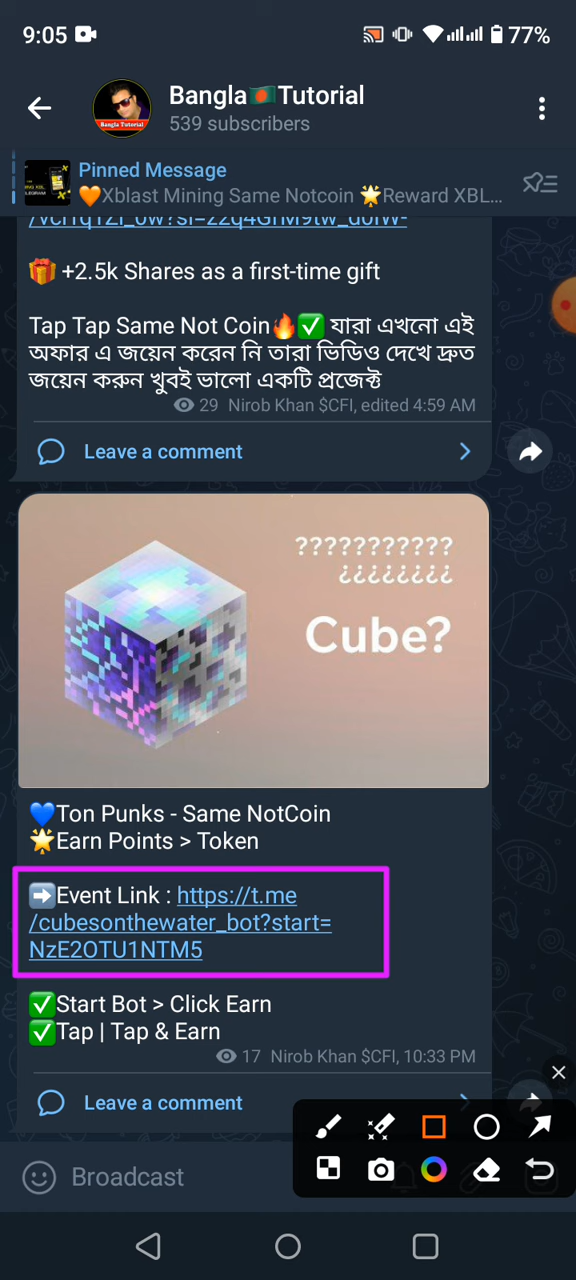 9:05
77%
Bangla🇧🇩Tutorial
539 subscribers
Bangla Tutorial
Pinned Message
🧡Xblast Mining Same Notcoin 🌟Reward XBL...
🎁 +2.5k Shares as a first-time gift
Tap Tap Same Not Coin🔥✅ যারা এখনো এই
অফার এ জয়েন করেন নি তারা ভিডিও দেখে দ্রুত
জয়েন করুন খুবই ভালো একটি প্রজেক্ট
29 Nirob Khan $CFI, edited 4:59 AM
Leave a comment
???????????
¿¿¿¿¿¿¿¿
Cube?
💙Ton Punks - Same NotCoin
🌟Earn Points > Token
➡️Event Link : https://t.me
/cubesonthewater_bot?start=
NzE2OTU1NTM5
✅Start Bot > Click Earn
✅Tap | Tap & Earn
17 Nirob Khan $CFI, 10:33 PM
Leave a comment
Broadcast